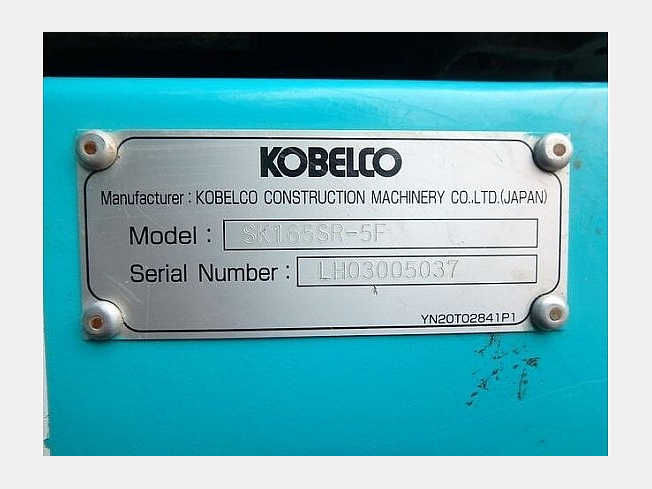 KOBELCO
Manufacturer : KOBELCO CONSTRUCTION MACHINERY CO.,LTD.(JAPAN)
Model : SK165SR-5F
Serial Number : LH03005037
YN20T02841P1